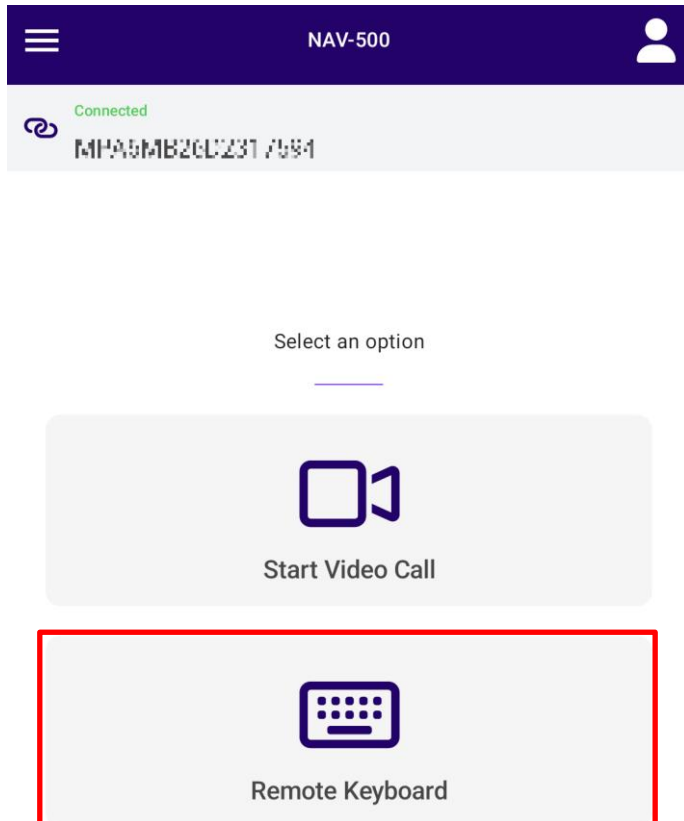 NAV-500
Connected
Select an option
Start Video Call
Remote Keyboard